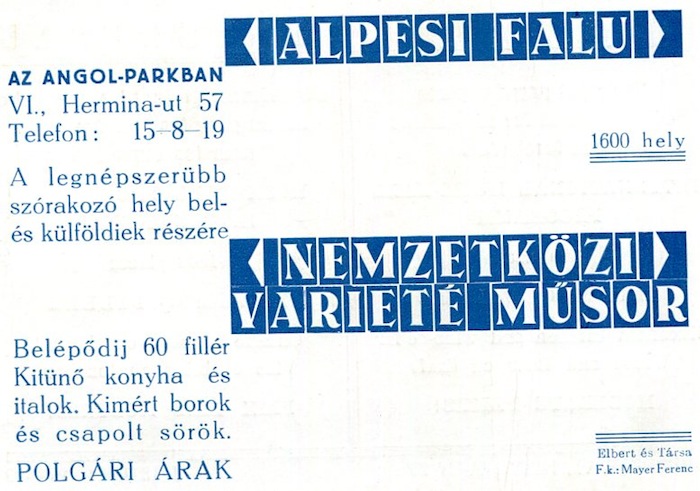 ALPESI FALU
AZ ANGOL-PARKBAN
VI., Hermina-ut 57
Telefon: 15-8-19
1600 hely
A legnépszerübb
szórakozó hely bel-
és külföldiek részére
NEMZETKÖZI
VARIETÉ MŰSOR
Belépődij 60 fillér
Kitünő konyha és
italok. Kimért borok
és csapolt sörök.
POLGÁRI ÁRAK
Elbert és Társa
F.k.: Mayer Ferenc